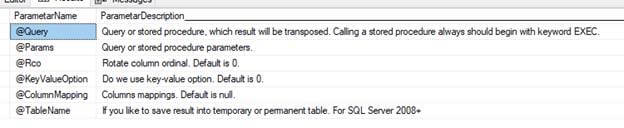 Editor Results Messages
ParametarName ParametarDescription
@Query Query or stored procedure, which result will be transposed. Calling a stored procedure always should begin with keyword EXEC.
@Params Query or stored procedure parameters.
@Rco Rotate column ordinal. Default is 0.
@KeyValueOption Do we use key-value option. Default is 0.
@ColumnMapping Columns mappings. Default is null.
@TableName If you like to save result into temporary or permanent table. For SQL Server 2008+